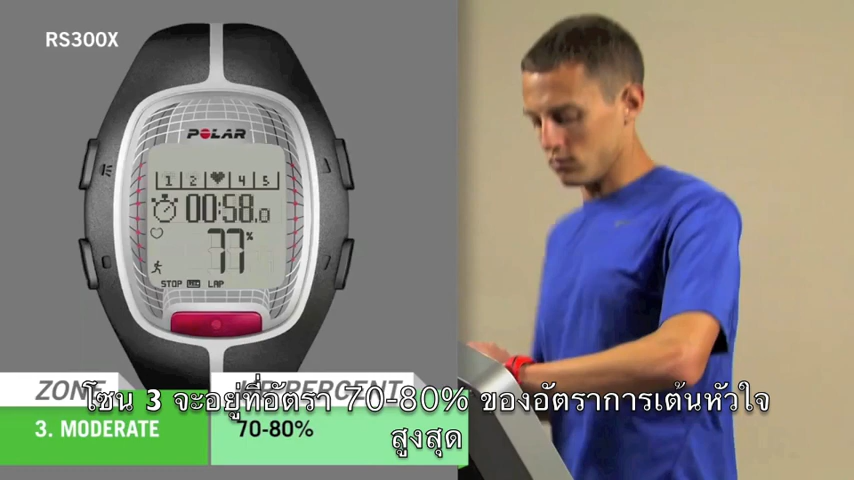 RS300X
POLAR
1 2 4 5
00:58.0
77%
STOP LAP
ZONE PERCENT
3. MODERATE 70-80%
โซน 3 จะอยู่ที่อัตรา 70-80% ของอัตราการเต้นหัวใจ
สูงสุด